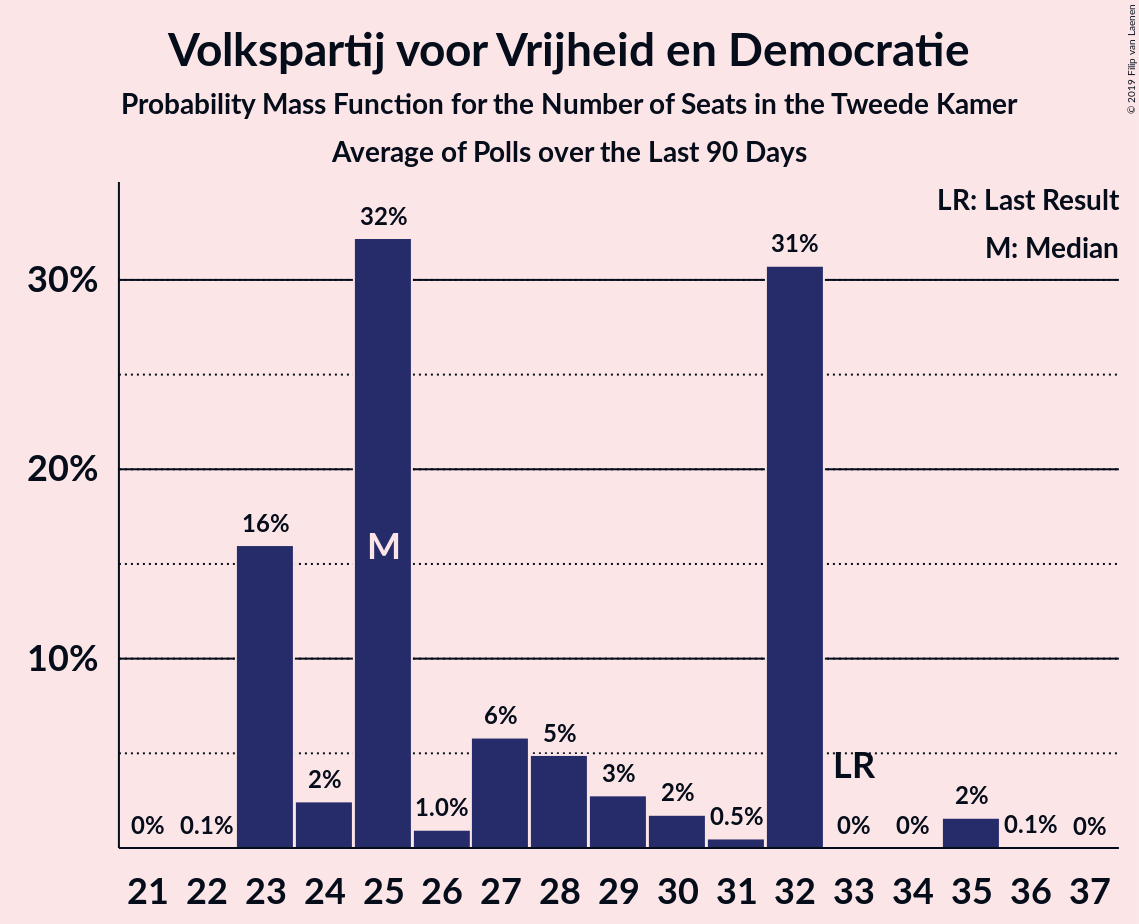 Volkspartij voor Vrijheid en Democratie
Probability Mass Function for the Number of Seats in the Tweede Kamer
Average of Polls over the Last 90 Days
© 2019 Filip van Laenen
LR: Last Result
M: Median
32%
31%
30%
20%
16%
M
10%
6%
5%
LR
3%
2%
2%
2%
1.0%
0.5%
0%
0.1%
0%
0%
0.1%
0%
21 22 23 24 25 26 27 28 29 30 31 32 33 34 35 36 37